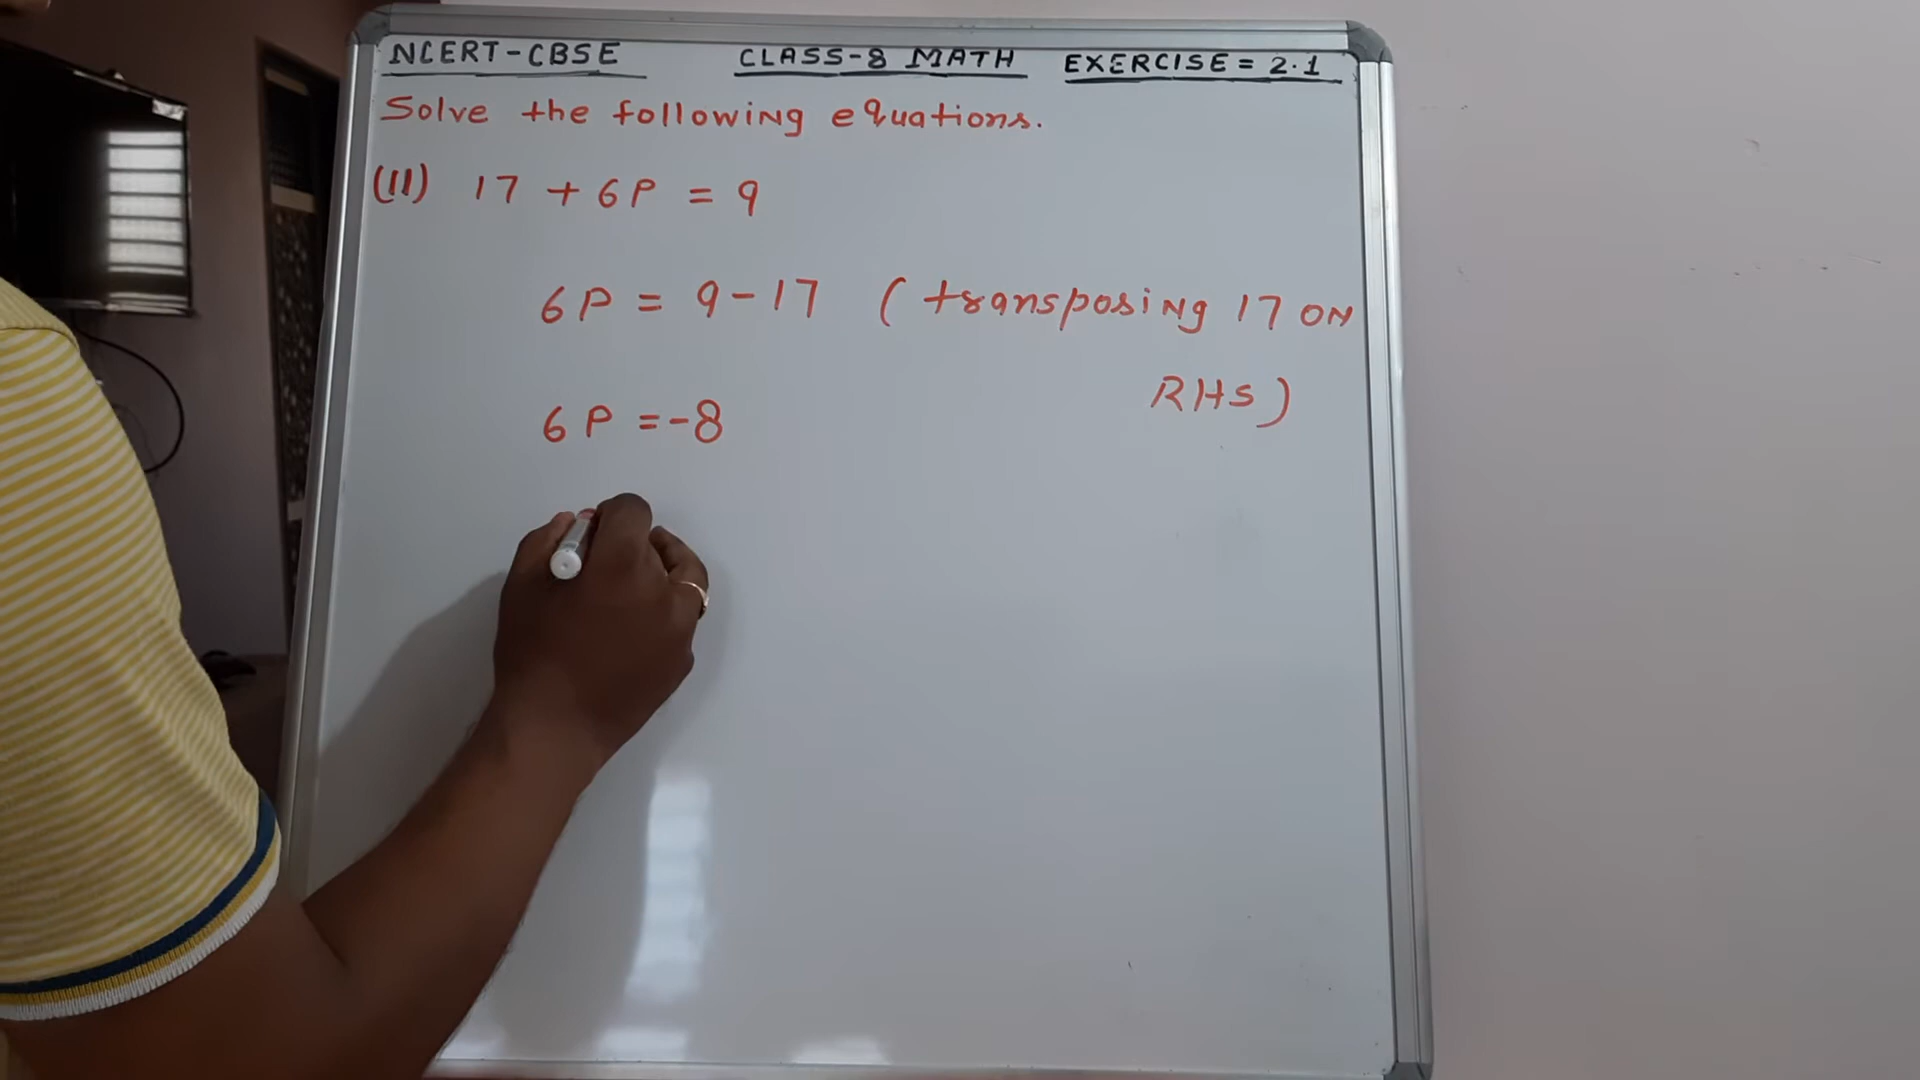 NCERT-CBSE CLASS-8 MATH EXERCISE = 2.1
Solve the following equations.
(11) 17 + 6P = 9
6P = 9-17 (transposing 17 ON
RHS)
6P =-8